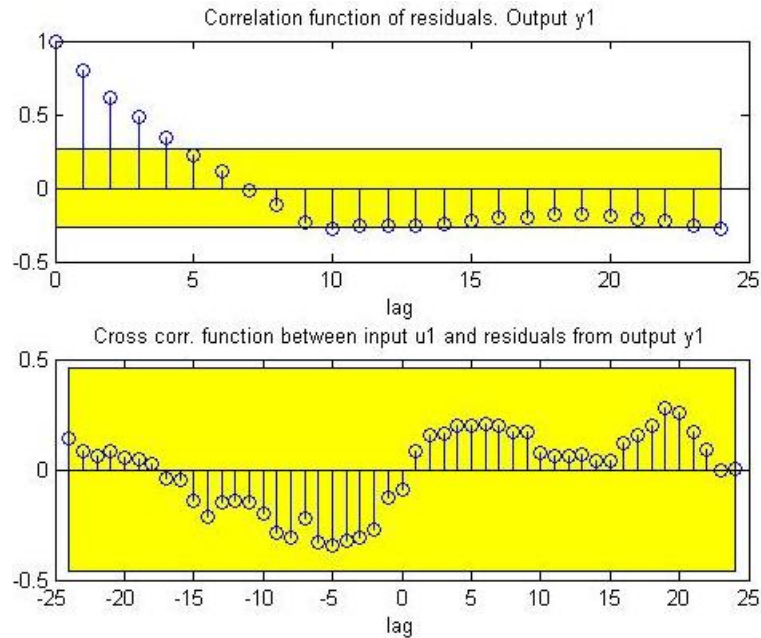 Correlation function of residuals. Output y1
1
0.5
0
-0.5
0 5 10 15 20 25
lag
Cross corr. function between input u1 and residuals from output y1
0.5
0
-0.5
-25 -20 -15 -10 -5 0 5 10 15 20 25
lag